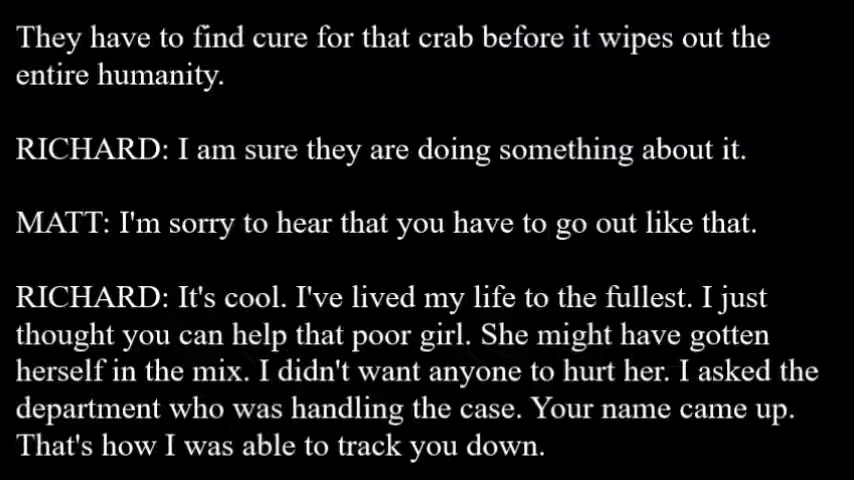 They have to find cure for that crab before it wipes out the
entire humanity.
RICHARD: I am sure they are doing something about it.
MATT: I'm sorry to hear that you have to go out like that.
RICHARD: It's cool. I've lived my life to the fullest. I just
thought you can help that poor girl. She might have gotten
herself in the mix. I didn't want anyone to hurt her. I asked the
department who was handling the case. Your name came up.
That's how I was able to track you down.